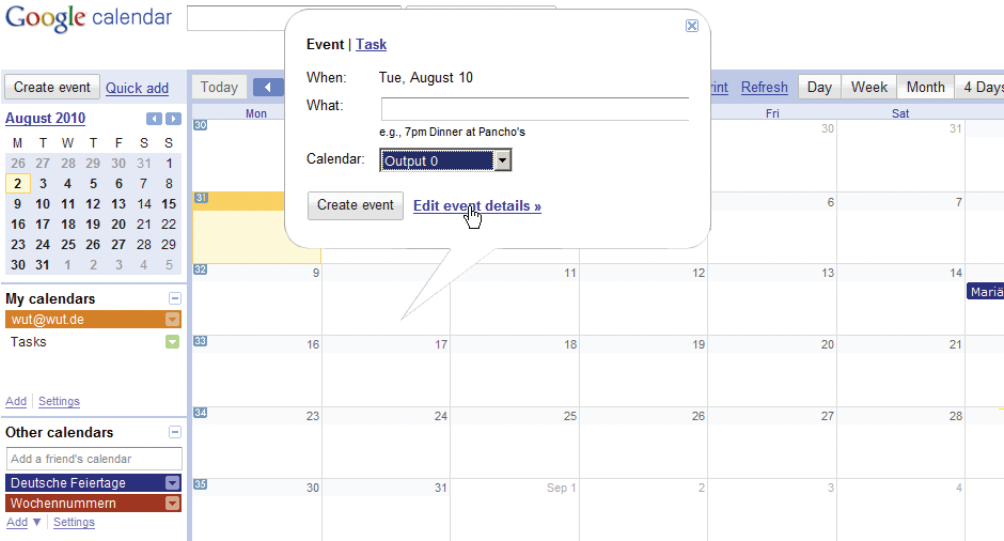 Google calendar
Event | Task
When: Tue, August 10
What:
e.g., 7pm Dinner at Pancho's
Calendar: Output 0
Create event Edit event details »
Create event Quick add
Today
Refresh Day Week Month 4 Days
August 2010
M T W T F S S
26 27 28 29 30 31 1
2 3 4 5 6 7 8
9 10 11 12 13 14 15
16 17 18 19 20 21 22
23 24 25 26 27 28 29
30 31 1 2 3 4 5
My calendars
wut@wut.de
Tasks
Add Settings
Other calendars
Add a friend's calendar
Deutsche Feiertage
Wochennummern
Add ▼ Settings
Mon Fri Sat
30 30 31
31 6 7
32 9 11 12 13 14
Mariä
33 16 17 18 19 20 21
34 23 24 25 26 27 28
35 30 31 Sep 1 2 3 4